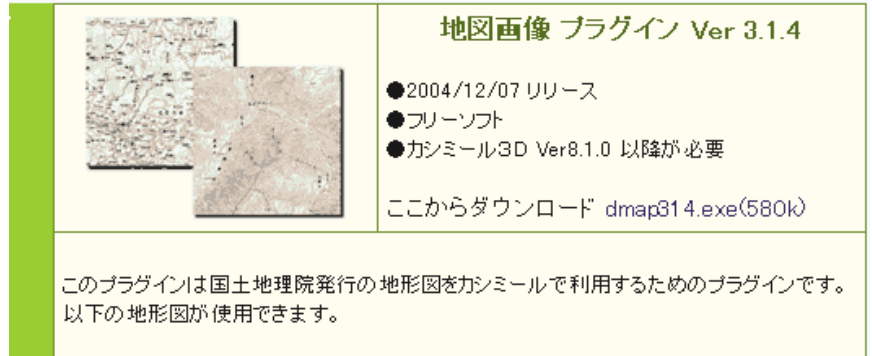 地図画像 プラグイン Ver 3.1.4
●2004/12/07 リリース
●フリーソフト
●カシミール3D Ver8.1.0 以降が必要
ここからダウンロード dmap314.exe(580k)
このプラグインは国土地理院発行の地形図をカシミールで利用するためのプラグインです。
以下の地形図が使用できます。